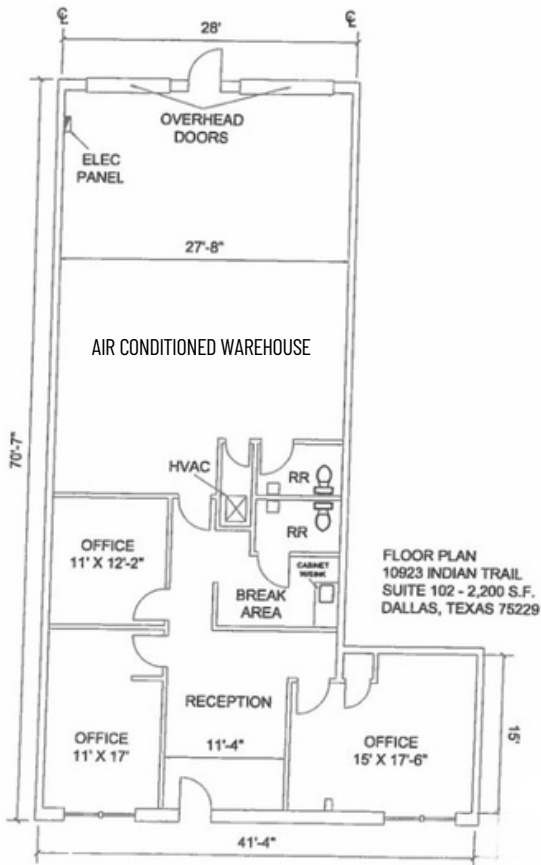 ℄ ℄
28'
OVERHEAD
DOORS
ELEC
PANEL
27'-8"
AIR CONDITIONED WAREHOUSE
70'-7"
HVAC
RR
RR
OFFICE
11' X 12'-2"
CABINET
W/SINK
BREAK
AREA
FLOOR PLAN
10923 INDIAN TRAIL
SUITE 102 - 2,200 S.F.
DALLAS, TEXAS 75229
RECEPTION
11'-4"
OFFICE
11' X 17'
OFFICE
15' X 17'-6"
15'
41'-4"